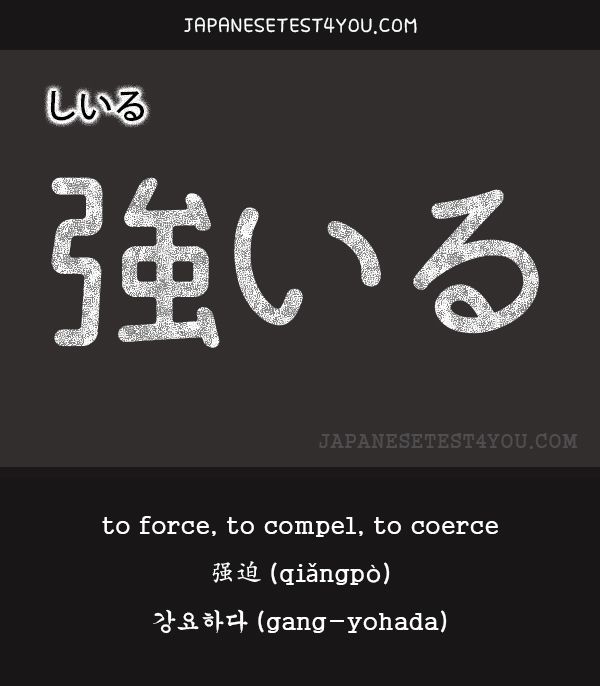 JAPANESETEST4YOU.COM
しいる
強いる
JAPANESETEST4YOU.COM
to force, to compel, to coerce
强迫 (qiǎngpò)
강요하다 (gang-yohada)